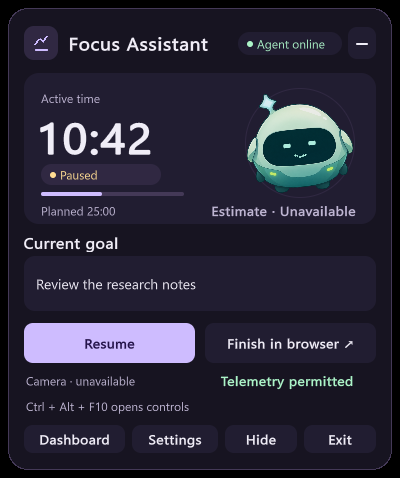 Focus Assistant
Agent online
Active time
10:42
Paused
Planned 25:00
Estimate · Unavailable
Current goal
Review the research notes
Resume
Finish in browser ↗
Camera · unavailable
Telemetry permitted
Ctrl + Alt + F10 opens controls
Dashboard
Settings
Hide
Exit